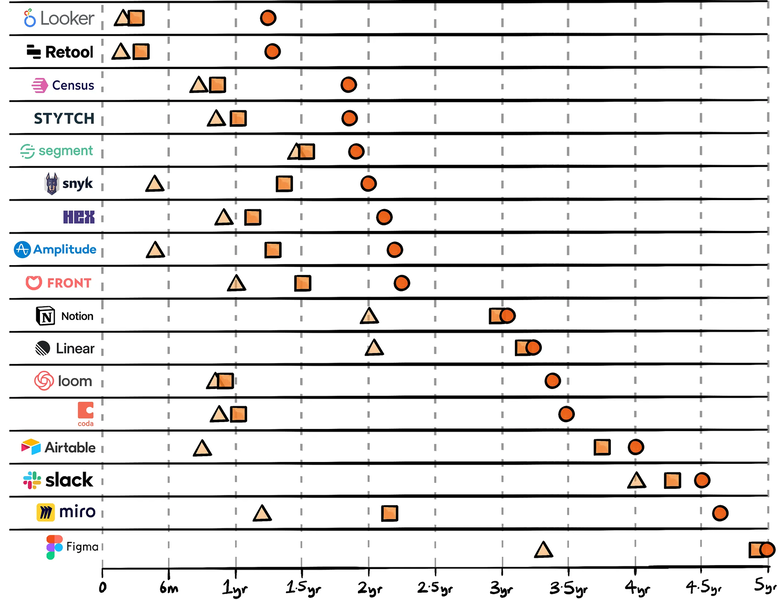 Looker
Retool
Census
STYTCH
segment
snyk
HEX
Amplitude
FRONT
Notion
Linear
loom
coda
Airtable
slack
miro
Figma
0 6m 1yr 1.5yr 2yr 2.5yr 3yr 3.5yr 4yr 4.5yr 5yr